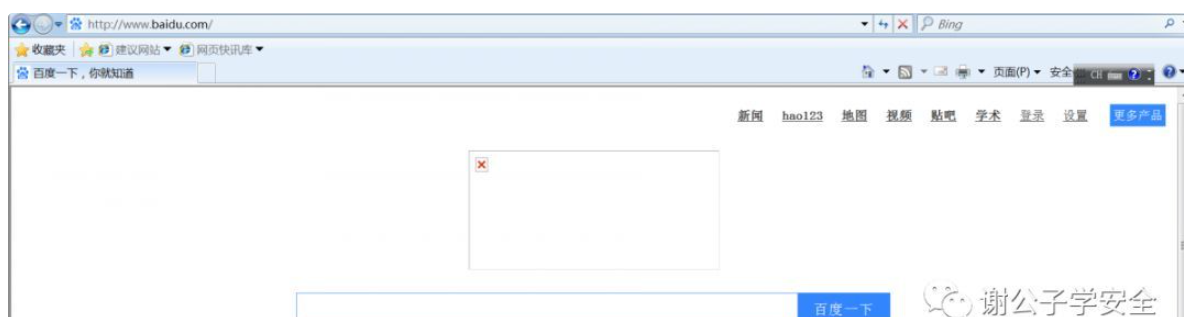 http://www.baidu.com/ Bing
收藏夹 建议网站 网页快讯库
百度一下，你就知道 页面(P) 安全 CH
新闻 hao123 地图 视频 贴吧 学术 登录 设置 更多产品
百度一下
谢公子学安全